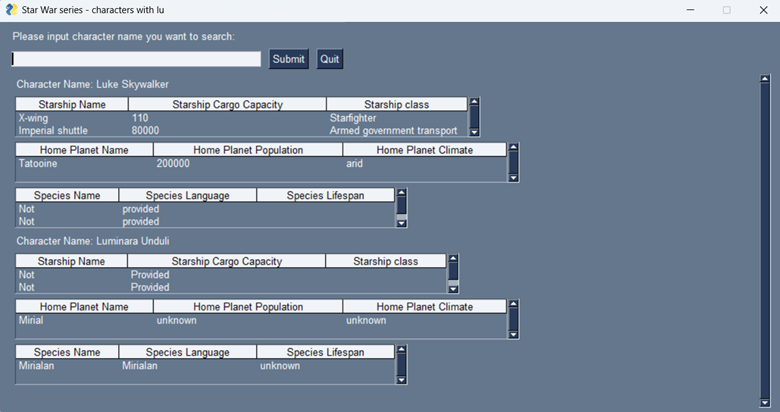 Star War series - characters with lu
Please input character name you want to search:
Submit Quit
Character Name: Luke Skywalker
Starship Name Starship Cargo Capacity Starship class
X-wing 110 Starfighter
Imperial shuttle 80000 Armed government transport
Home Planet Name Home Planet Population Home Planet Climate
Tatooine 200000 arid
Species Name Species Language Species Lifespan
Not provided
Not provided
Character Name: Luminara Unduli
Starship Name Starship Cargo Capacity Starship class
Not Provided
Not Provided
Home Planet Name Home Planet Population Home Planet Climate
Mirial unknown unknown
Species Name Species Language Species Lifespan
Mirialan Mirialan unknown